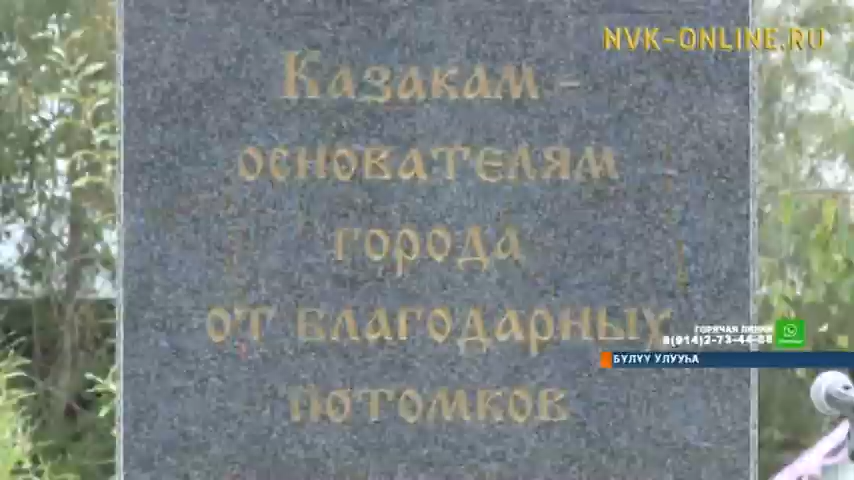 NVK-ONLINE.RU
Казакам -
основателям
города
от благодарных
потомков
ГОРЯЧАЯ ЛИНИЯ
8(914)2-73-44-88
БҮЛҮҮ УЛУУҺА